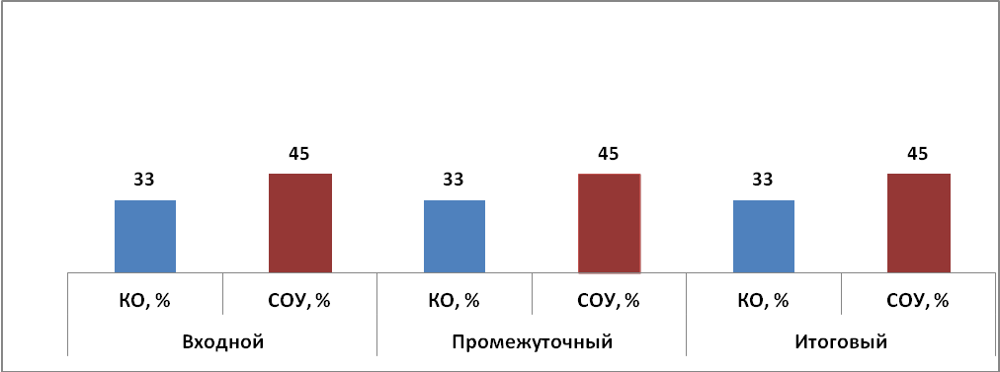 33 45 33 45 33 45
КО, % СОУ, % КО, % СОУ, % КО, % СОУ, %
Входной Промежуточный Итоговый